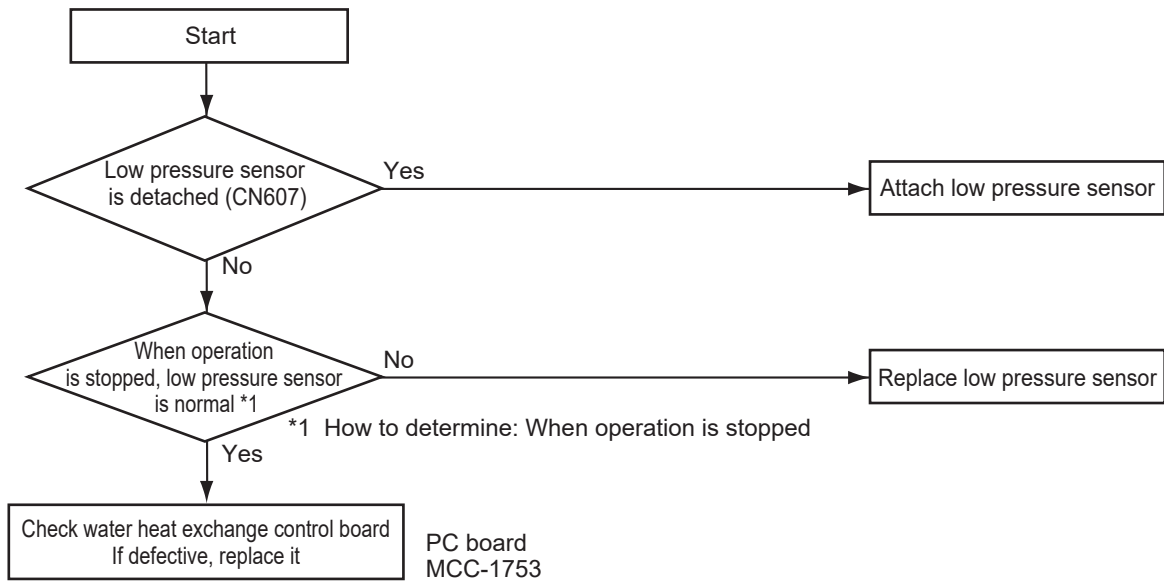 Start
Low pressure sensor
is detached (CN607)
Yes
Attach low pressure sensor
No
When operation
is stopped, low pressure sensor
is normal *1
No
Replace low pressure sensor
*1 How to determine: When operation is stopped
Yes
Check water heat exchange control board
If defective, replace it
PC board
MCC-1753